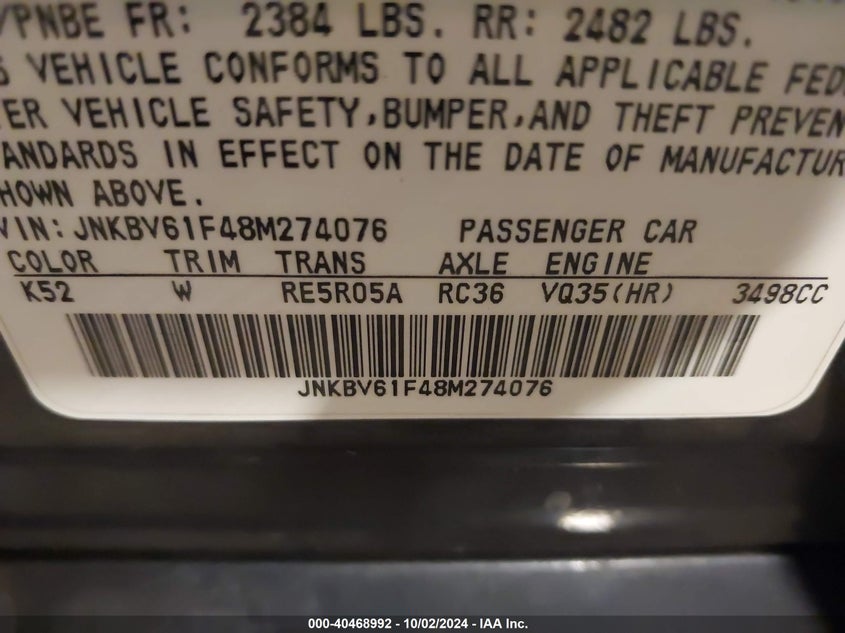 /PNBE FR: 2384 LBS. RR: 2482 LBS.
S VEHICLE CONFORMS TO ALL APPLICABLE FED
ER VEHICLE SAFETY,BUMPER,AND THEFT PREVEN
ANDARDS IN EFFECT ON THE DATE OF MANUFACTUR
HOWN ABOVE.
VIN: JNKBV61F48M274076 PASSENGER CAR
COLOR TRIM TRANS AXLE ENGINE
K52 W RE5R05A RC36 VQ35(HR) 3498CC
JNKBV61F48M274076
000-40468992 - 10/02/2024 - IAA Inc.